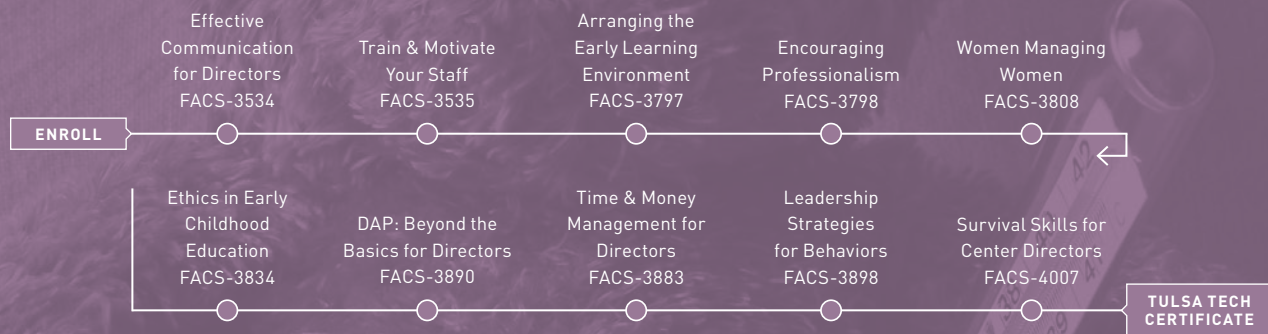 ENROLL
Effective
Communication
for Directors
FACS-3534
Train & Motivate
Your Staff
FACS-3535
Arranging the
Early Learning
Environment
FACS-3797
Encouraging
Professionalism
FACS-3798
Women Managing
Women
FACS-3808
Ethics in Early
Childhood
Education
FACS-3834
DAP: Beyond the
Basics for Directors
FACS-3890
Time & Money
Management for
Directors
FACS-3883
Leadership
Strategies
for Behaviors
FACS-3898
Survival Skills for
Center Directors
FACS-4007
TULSA TECH
CERTIFICATE
42
39